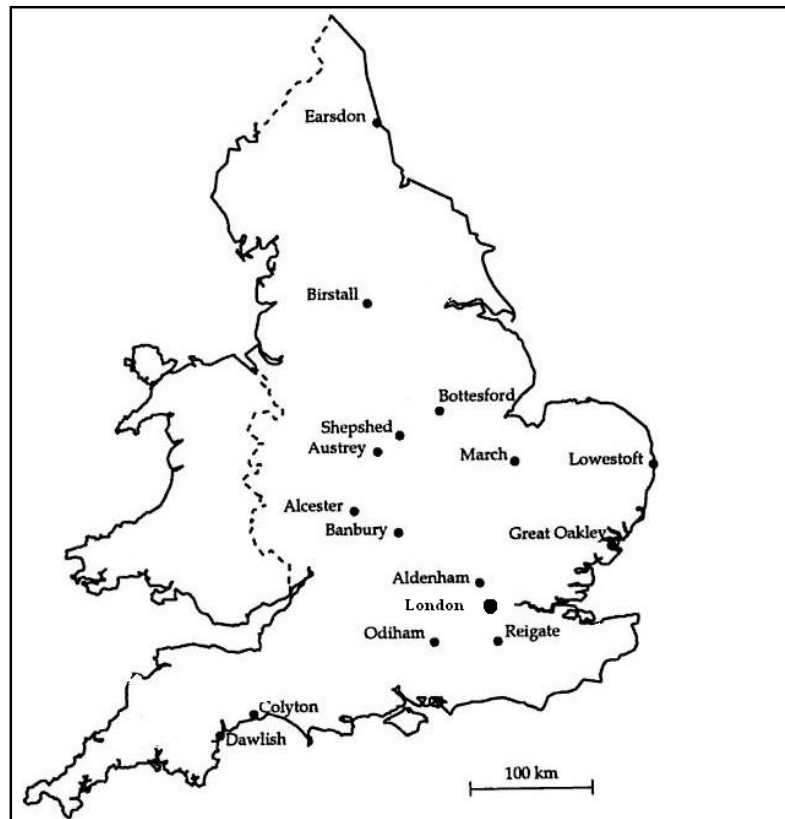 Earsdon
Birstall
Bottesford
Shepshed
Austrey
March
Lowestoft
Alcester
Banbury
Great Oakley
Aldenham
London
Odiham
Reigate
Colyton
Dawlish
100 km